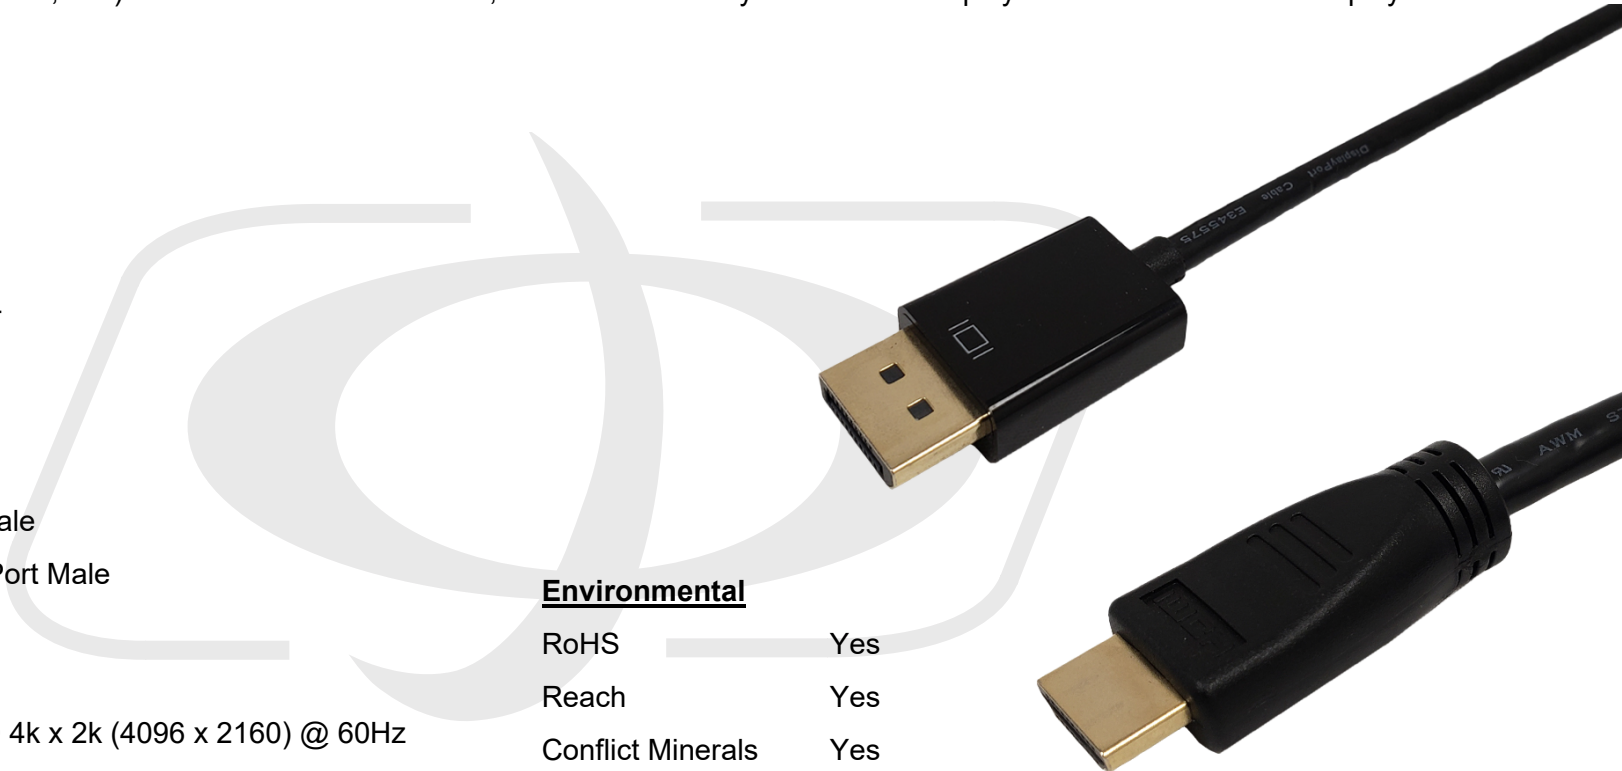 DisplayPort
Cable
E345575
AWM
ale
Port Male
Environmental
RoHS Yes
Reach Yes
Conflict Minerals Yes
4k x 2k (4096 x 2160) @ 60Hz